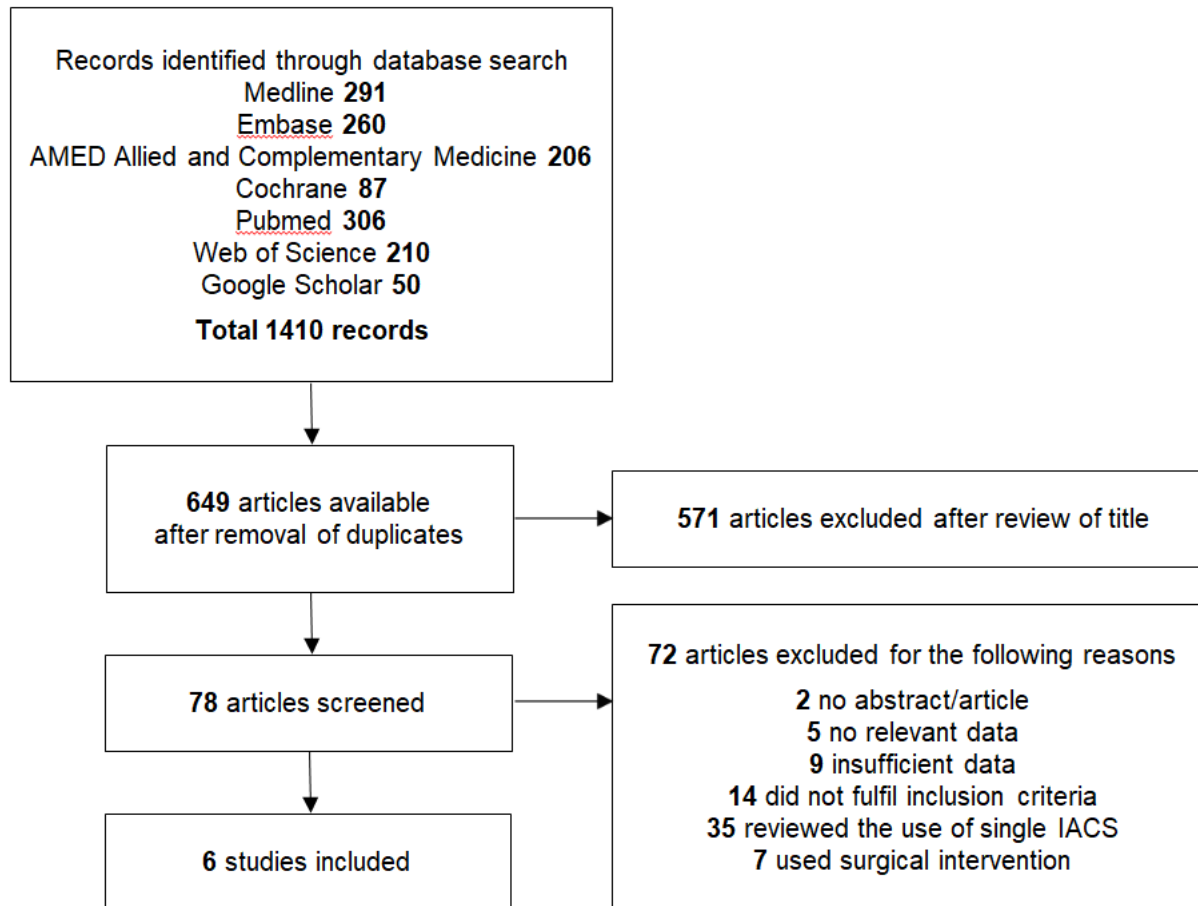 Records identified through database search
Medline 291
Embase 260
AMED Allied and Complementary Medicine 206
Cochrane 87
Pubmed 306
Web of Science 210
Google Scholar 50
Total 1410 records
649 articles available
after removal of duplicates
571 articles excluded after review of title
78 articles screened
72 articles excluded for the following reasons
2 no abstract/article
5 no relevant data
9 insufficient data
14 did not fulfil inclusion criteria
35 reviewed the use of single IACS
7 used surgical intervention
6 studies included